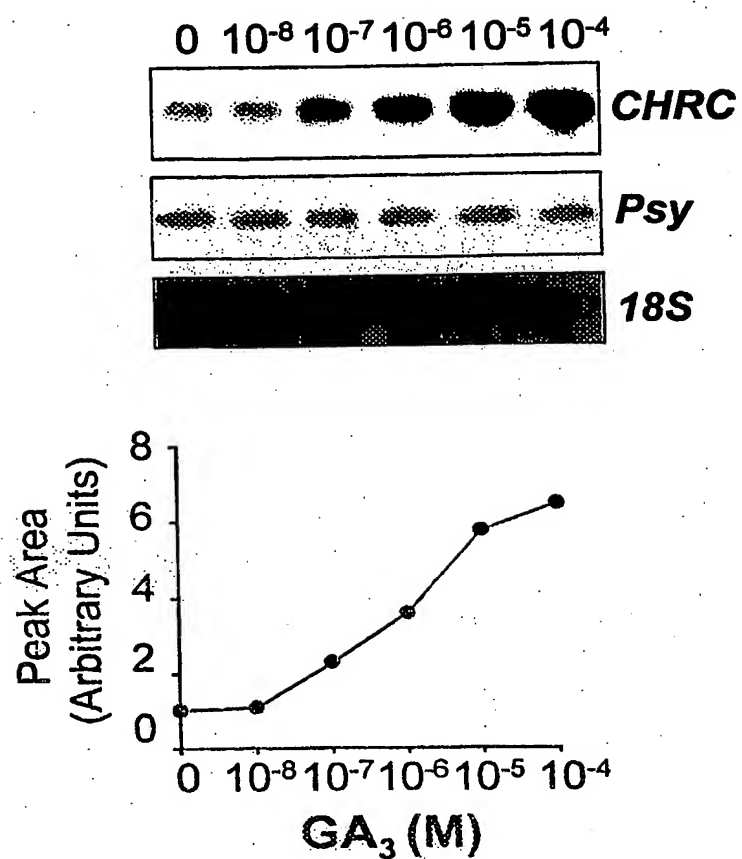 0 10⁻⁸ 10⁻⁷ 10⁻⁶ 10⁻⁵ 10⁻⁴
CHRC
Psy
18S
8
6
4
2
0
Peak Area
(Arbitrary Units)
0 10⁻⁸ 10⁻⁷ 10⁻⁶ 10⁻⁵ 10⁻⁴
GA₃ (M)